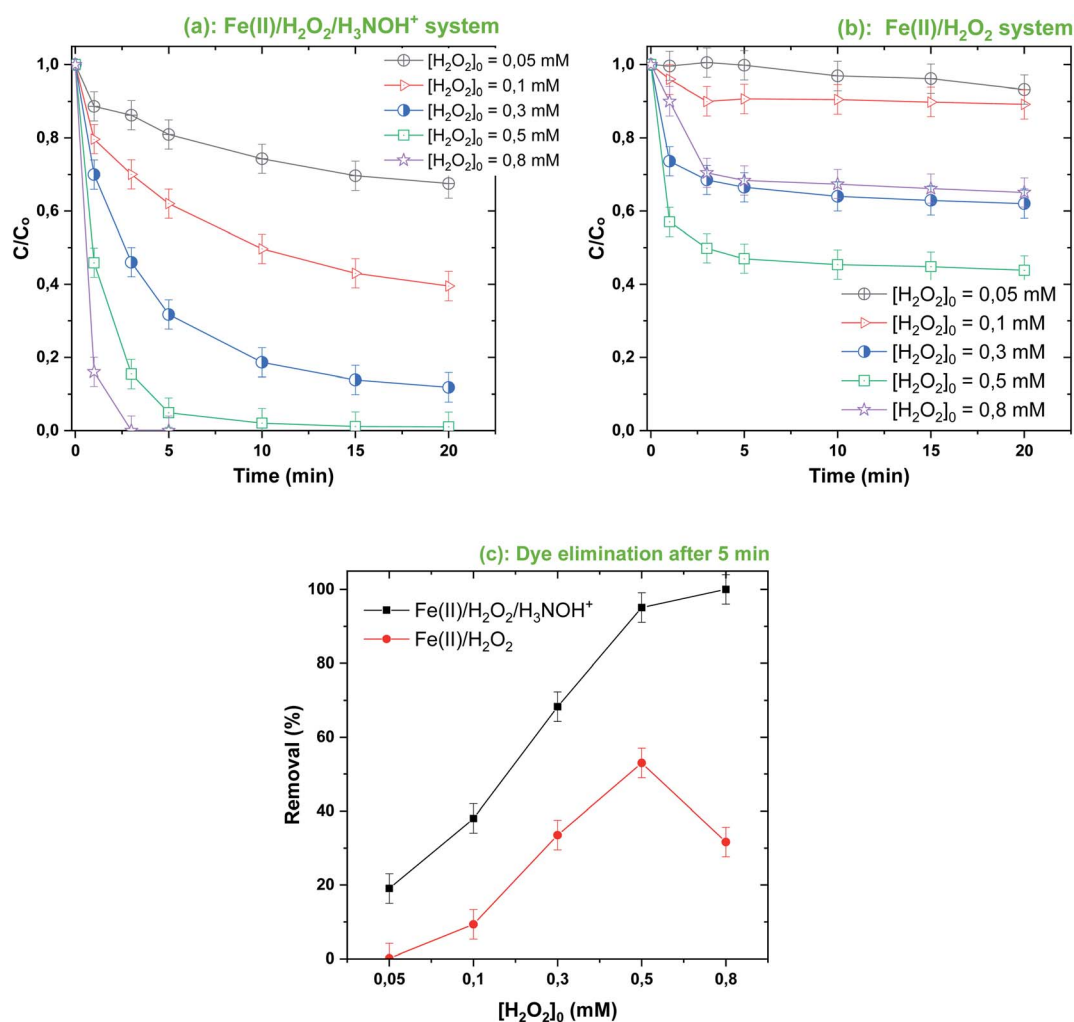 (a): Fe(II)/H₂O₂/H₃NOH⁺ system
1,0
0,8
0,6
0,4
0,2
0,0
C/Cₒ
[H₂O₂]₀ = 0,05 mM
[H₂O₂]₀ = 0,1 mM
[H₂O₂]₀ = 0,3 mM
[H₂O₂]₀ = 0,5 mM
[H₂O₂]₀ = 0,8 mM
0 5 10 15 20
Time (min)
(b): Fe(II)/H₂O₂ system
1,0
0,8
0,6
0,4
0,2
0,0
C/Cₒ
[H₂O₂]₀ = 0,05 mM
[H₂O₂]₀ = 0,1 mM
[H₂O₂]₀ = 0,3 mM
[H₂O₂]₀ = 0,5 mM
[H₂O₂]₀ = 0,8 mM
0 5 10 15 20
Time (min)
(c): Dye elimination after 5 min
100
80
60
40
20
0
Removal (%)
Fe(II)/H₂O₂/H₃NOH⁺
Fe(II)/H₂O₂
0,05 0,1 0,3 0,5 0,8
[H₂O₂]₀ (mM)